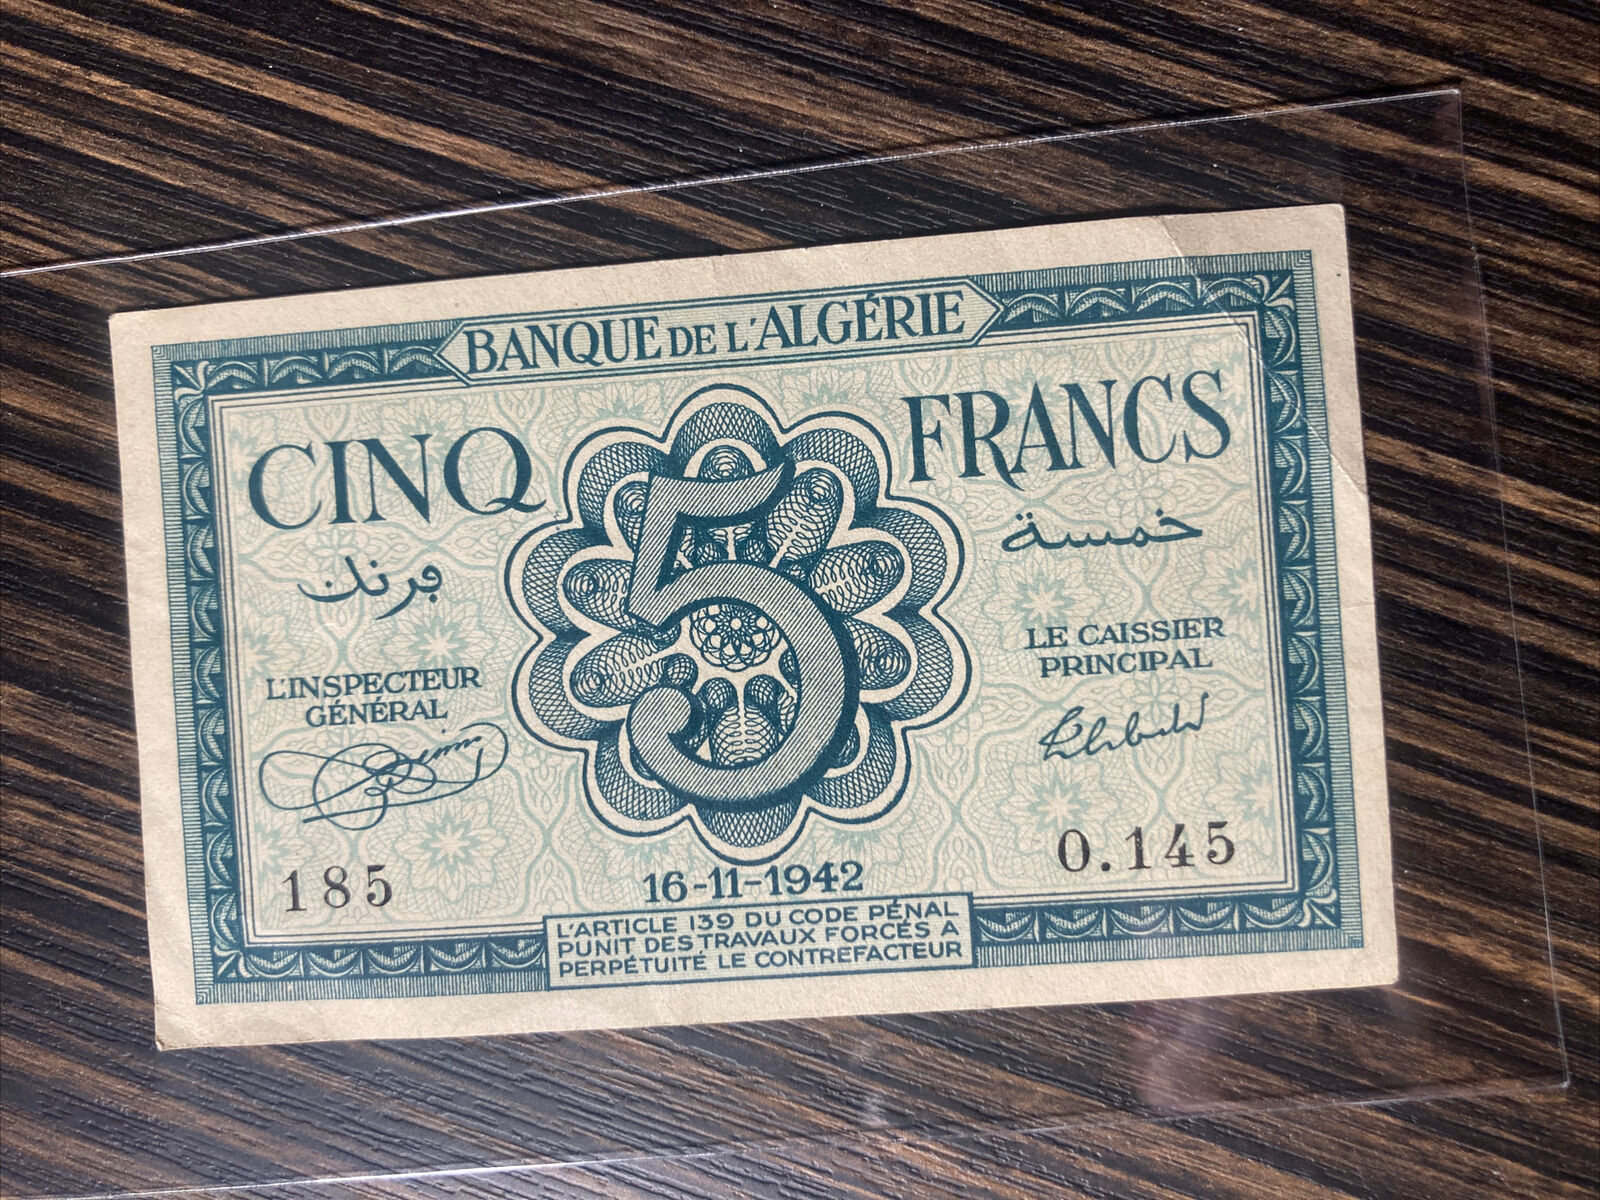 BANQUE DE L'ALGÉRIE
CINQ FRANCS
فرنك
خمسة
5
L'INSPECTEUR
GÉNÉRAL
LE CAISSIER
PRINCIPAL
185
16-11-1942
O.145
L'ARTICLE 139 DU CODE PÉNAL
PUNIT DES TRAVAUX FORCÉS A
PERPÉTUITÉ LE CONTREFACTEUR